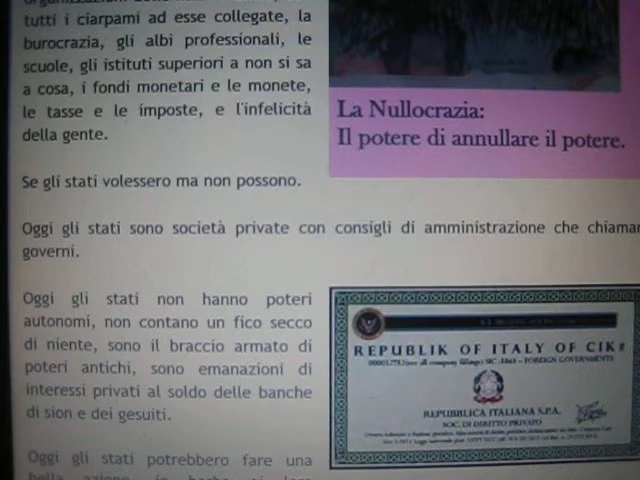 tutti i ciarpami ad esse collegate, la
burocrazia, gli albi professionali, le
scuole, gli istituti superiori a non si sa
a cosa, i fondi monetari e le monete,
le tasse e le imposte, e l'infelicità
della gente.
La Nullocrazia:
Il potere di annullare il potere.
Se gli stati volessero ma non possono.
Oggi gli stati sono società private con consigli di amministrazione che chiamar
governi.
Oggi gli stati non hanno poteri
autonomi, non contano un fico secco
di niente, sono il braccio armato di
poteri antichi, sono emanazioni di
interessi privati al soldo delle banche
di sion e dei gesuiti.
Oggi gli stati potrebbero fare una
REPUBLIK OF ITALY OF CIK#
FOREIGN GOVERNMENTS
REPUBBLICA ITALIANA S.P.A.
SOC. DI DIRITTO PRIVATO